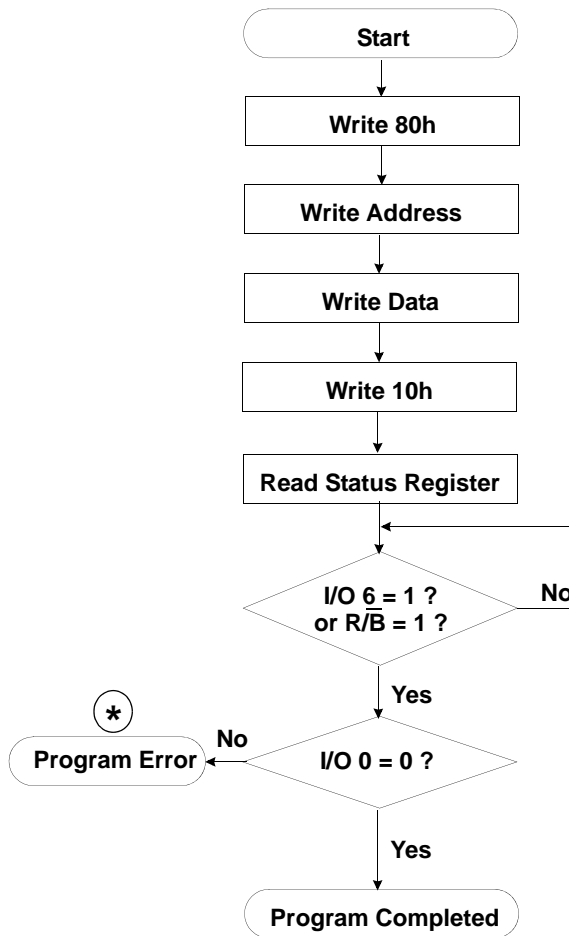 Start
Write 80h
Write Address
Write Data
Write 10h
Read Status Register
I/O 6 = 1 ?
or R/B̅ = 1 ?
No
Yes
*
No
Program Error
I/O 0 = 0 ?
Yes
Program Completed